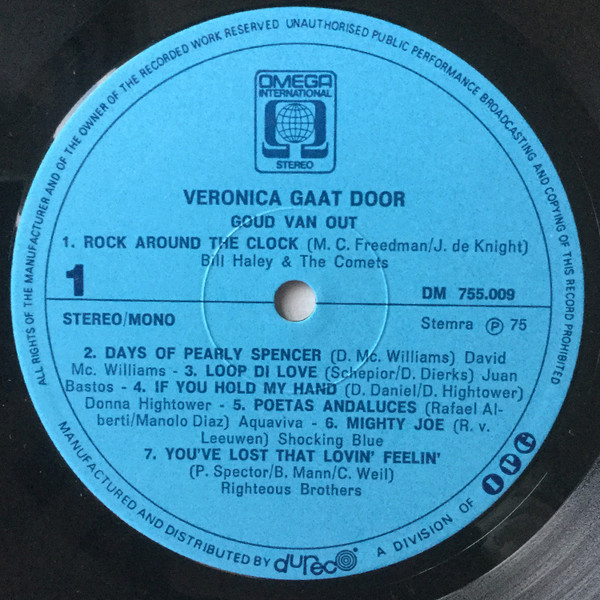 ALL RIGHTS OF THE MANUFACTURER AND OF THE OWNER OF THE RECORDED WORK RESERVED UNAUTHORISED PUBLIC PERFORMANCE BROADCASTING AND COPYING OF THIS RECORD PROHIBITED
OMEGA
INTERNATIONAL
STEREO
VERONICA GAAT DOOR
GOUD VAN OUT
1. ROCK AROUND THE CLOCK (M. C. Freedman/J. de Knight)
Bill Haley & The Comets
1
DM 755.009
STEREO/MONO
Stemra Ⓟ 75
2. DAYS OF PEARLY SPENCER (D. Mc. Williams) David
Mc. Williams - 3. LOOP DI LOVE (Schepior/D. Dierks) Juan
Bastos - 4. IF YOU HOLD MY HAND (D. Daniel/D. Hightower)
Donna Hightower - 5. POETAS ANDALUCES (Rafael Al-
berti/Manolo Diaz) Aquaviva - 6. MIGHTY JOE (R. v.
Leeuwen) Shocking Blue
7. YOU'VE LOST THAT LOVIN' FEELIN'
(P. Spector/B. Mann/C. Weil)
Righteous Brothers
MANUFACTURED AND DISTRIBUTED BY dureco A DIVISION OF